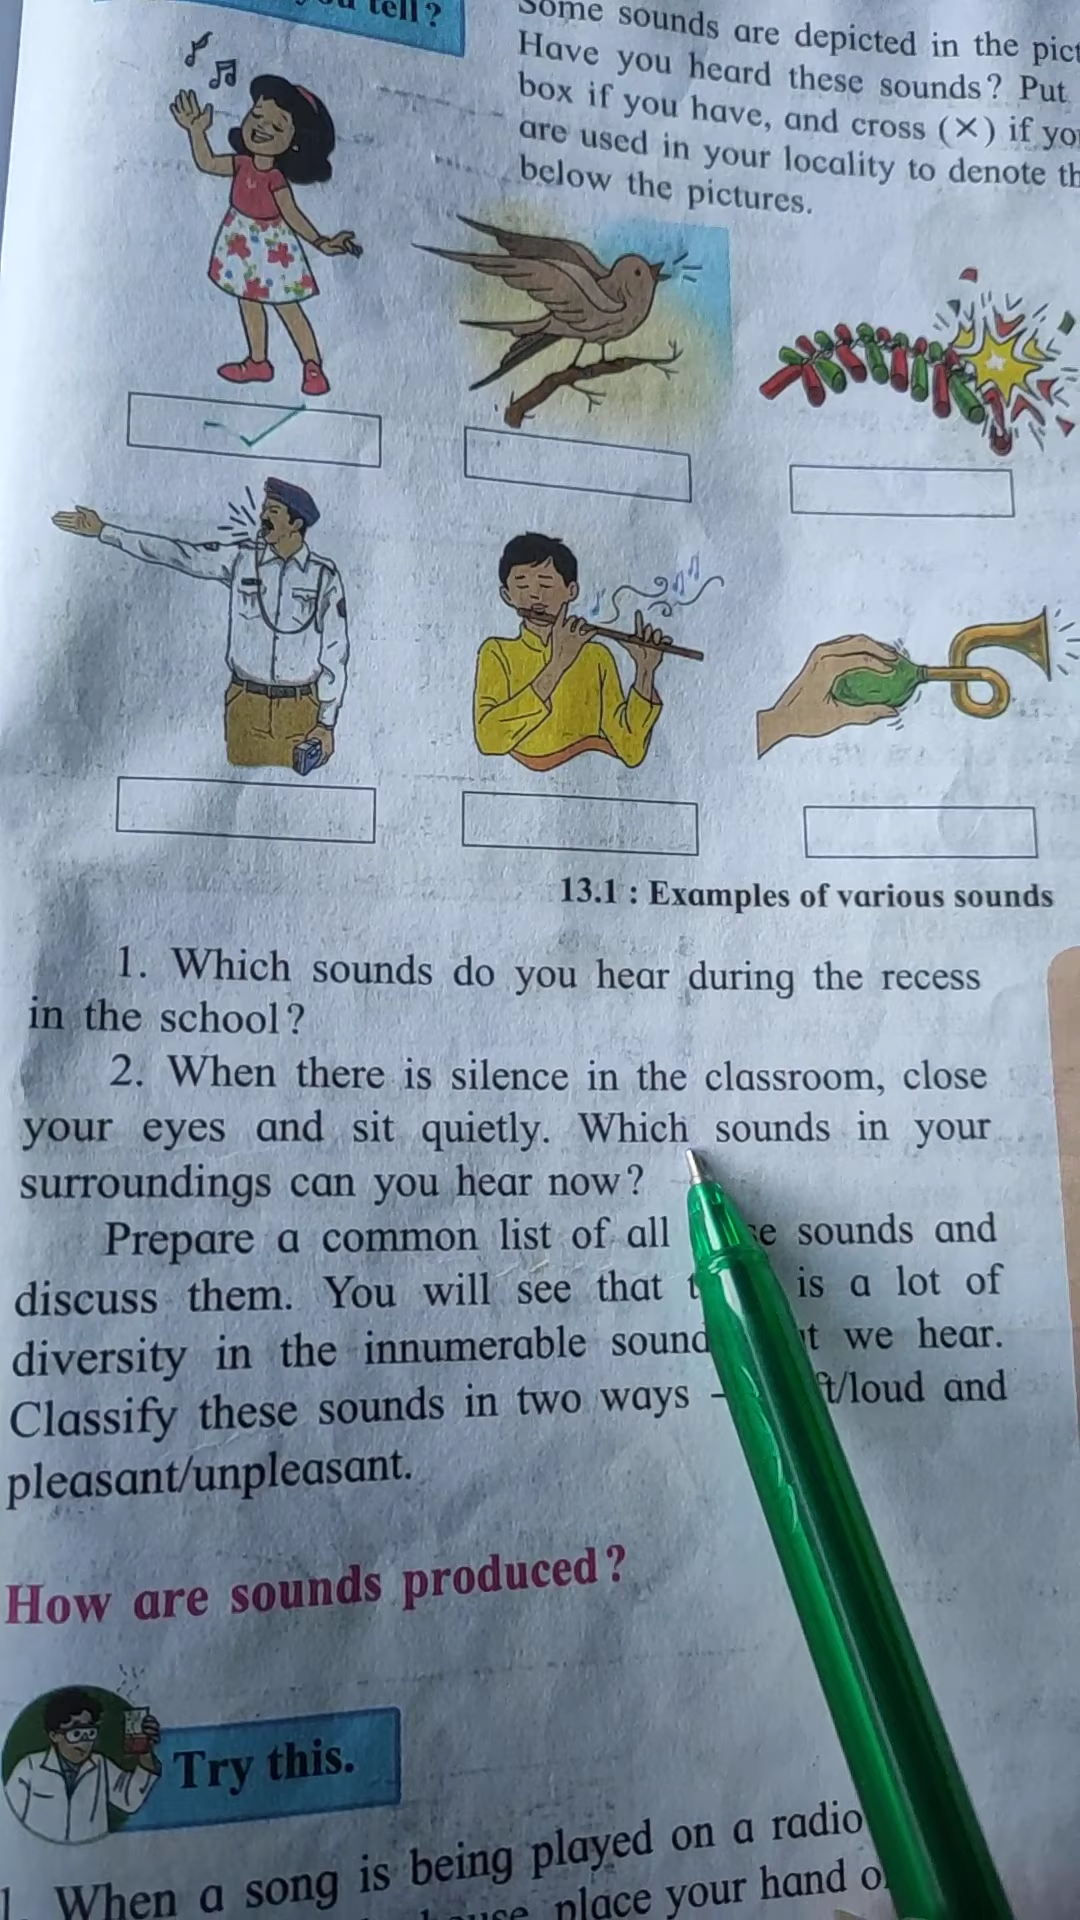 tell?
Some sounds are depicted in the
Have you heard these sounds? Put
box if you have, and cross (×) if
are used in your locality to denote
below the pictures.
13.1 : Examples of various sounds
1. Which sounds do you hear during the recess
in the school?
2. When there is silence in the classroom, close
your eyes and sit quietly. Which sounds in your
surroundings can you hear now?
Prepare a common list of all sounds and
discuss them. You will see that is a lot of
diversity in the innumerable we hear.
Classify these sounds in two ways – /loud and
pleasant/unpleasant.
How are sounds produced?
Try this.
When a song is being played on a radio
place your hand